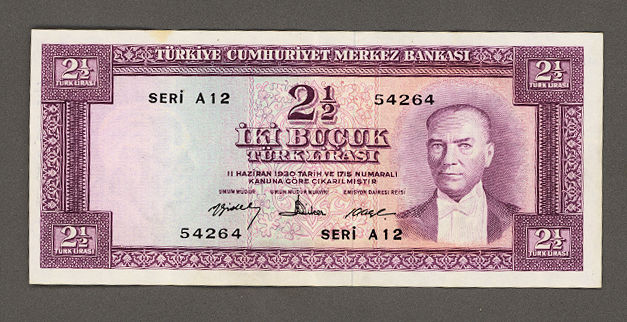 TÜRKİYE CUMHURİYET MERKEZ BANKASI
2½ TÜRK LİRASI
2½ TÜRK LİRASI
SERİ A12
2½
54264
İKİ BUÇUK
TÜRK LİRASI
11 HAZİRAN 1930 TARİH VE 1715 NUMARALI
KANUNA GÖRE ÇIKARILMIŞTIR
UMUM MÜDÜR
UMUM MÜDÜR MUAVİNİ
EMİSYON DAİRESİ REİSİ
54264
SERİ A12
2½ TÜRK LİRASI
2½ TÜRK LİRASI